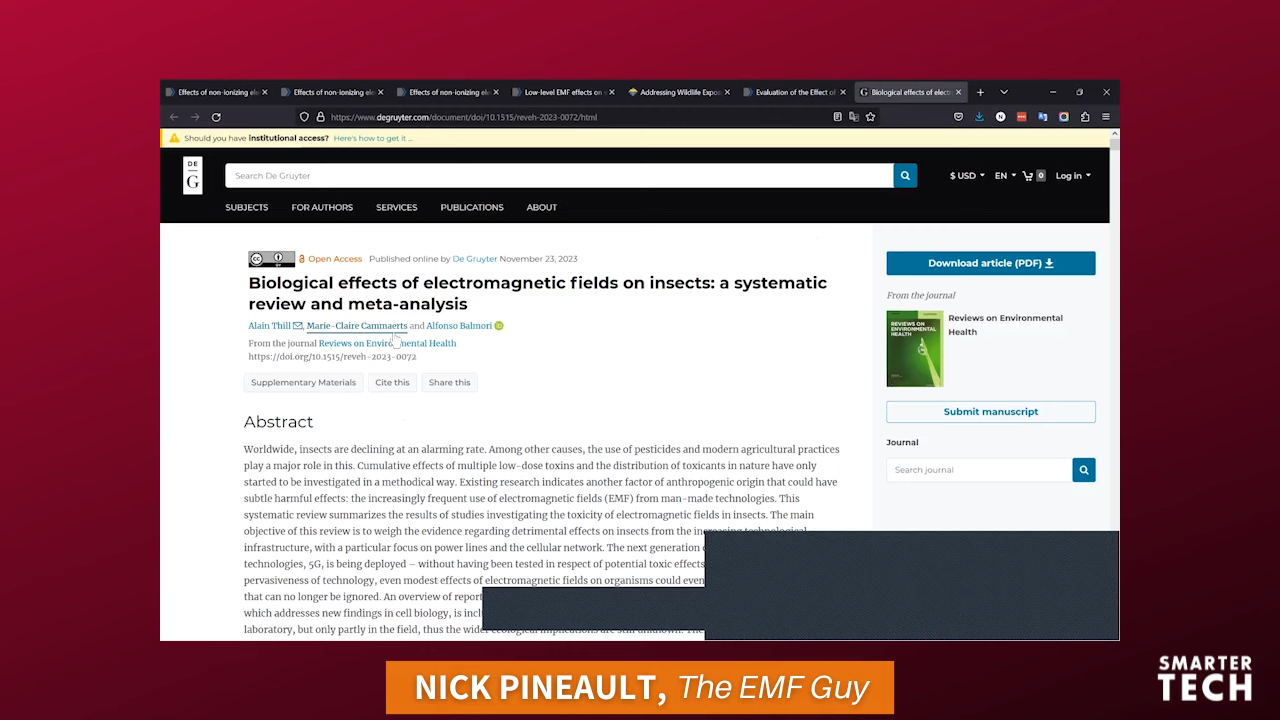 Effects of non-ionizing ele
Effects of non-ionizing ele
Effects of non-ionizing ele
Low-level EMF effects on
Addressing Wildlife Expo
Evaluation of the Effect of
Biological effects of electro
https://www.degruyter.com/document/doi/10.1515/reveh-2023-0072/html
Should you have institutional access? Here's how to get it ...
DE
G
Search De Gruyter
$ USD
EN
0
Log in
SUBJECTS
FOR AUTHORS
SERVICES
PUBLICATIONS
ABOUT
Open Access Published online by De Gruyter November 23, 2023
Biological effects of electromagnetic fields on insects: a systematic
review and meta-analysis
Alain Thill, Marie-Claire Cammaerts and Alfonso Balmori
From the journal Reviews on Environmental Health
https://doi.org/10.1515/reveh-2023-0072
Supplementary Materials
Cite this
Share this
Abstract
Worldwide, insects are declining at an alarming rate. Among other causes, the use of pesticides and modern agricultural practices
play a major role in this. Cumulative effects of multiple low-dose toxins and the distribution of toxicants in nature have only
started to be investigated in a methodical way. Existing research indicates another factor of anthropogenic origin that could have
subtle harmful effects: the increasingly frequent use of electromagnetic fields (EMF) from man-made technologies. This
systematic review summarizes the results of studies investigating the toxicity of electromagnetic fields in insects. The main
objective of this review is to weigh the evidence regarding detrimental effects on insects from the increasing technological
infrastructure, with a particular focus on power lines and the cellular network. The next generation
technologies, 5G, is being deployed – without having been tested in respect of potential toxic effects
pervasiveness of technology, even modest effects of electromagnetic fields on organisms could even
that can no longer be ignored. An overview of report
which addresses new findings in cell biology, is incl
laboratory, but only partly in the field, thus the wider ecological implications are still unknown.
Download article (PDF)
From the journal
REVIEWS ON
ENVIRONMENTAL
HEALTH
Reviews on Environmental
Health
Submit manuscript
Journal
Search journal
NICK PINEAULT, The EMF Guy
SMARTER
TECH